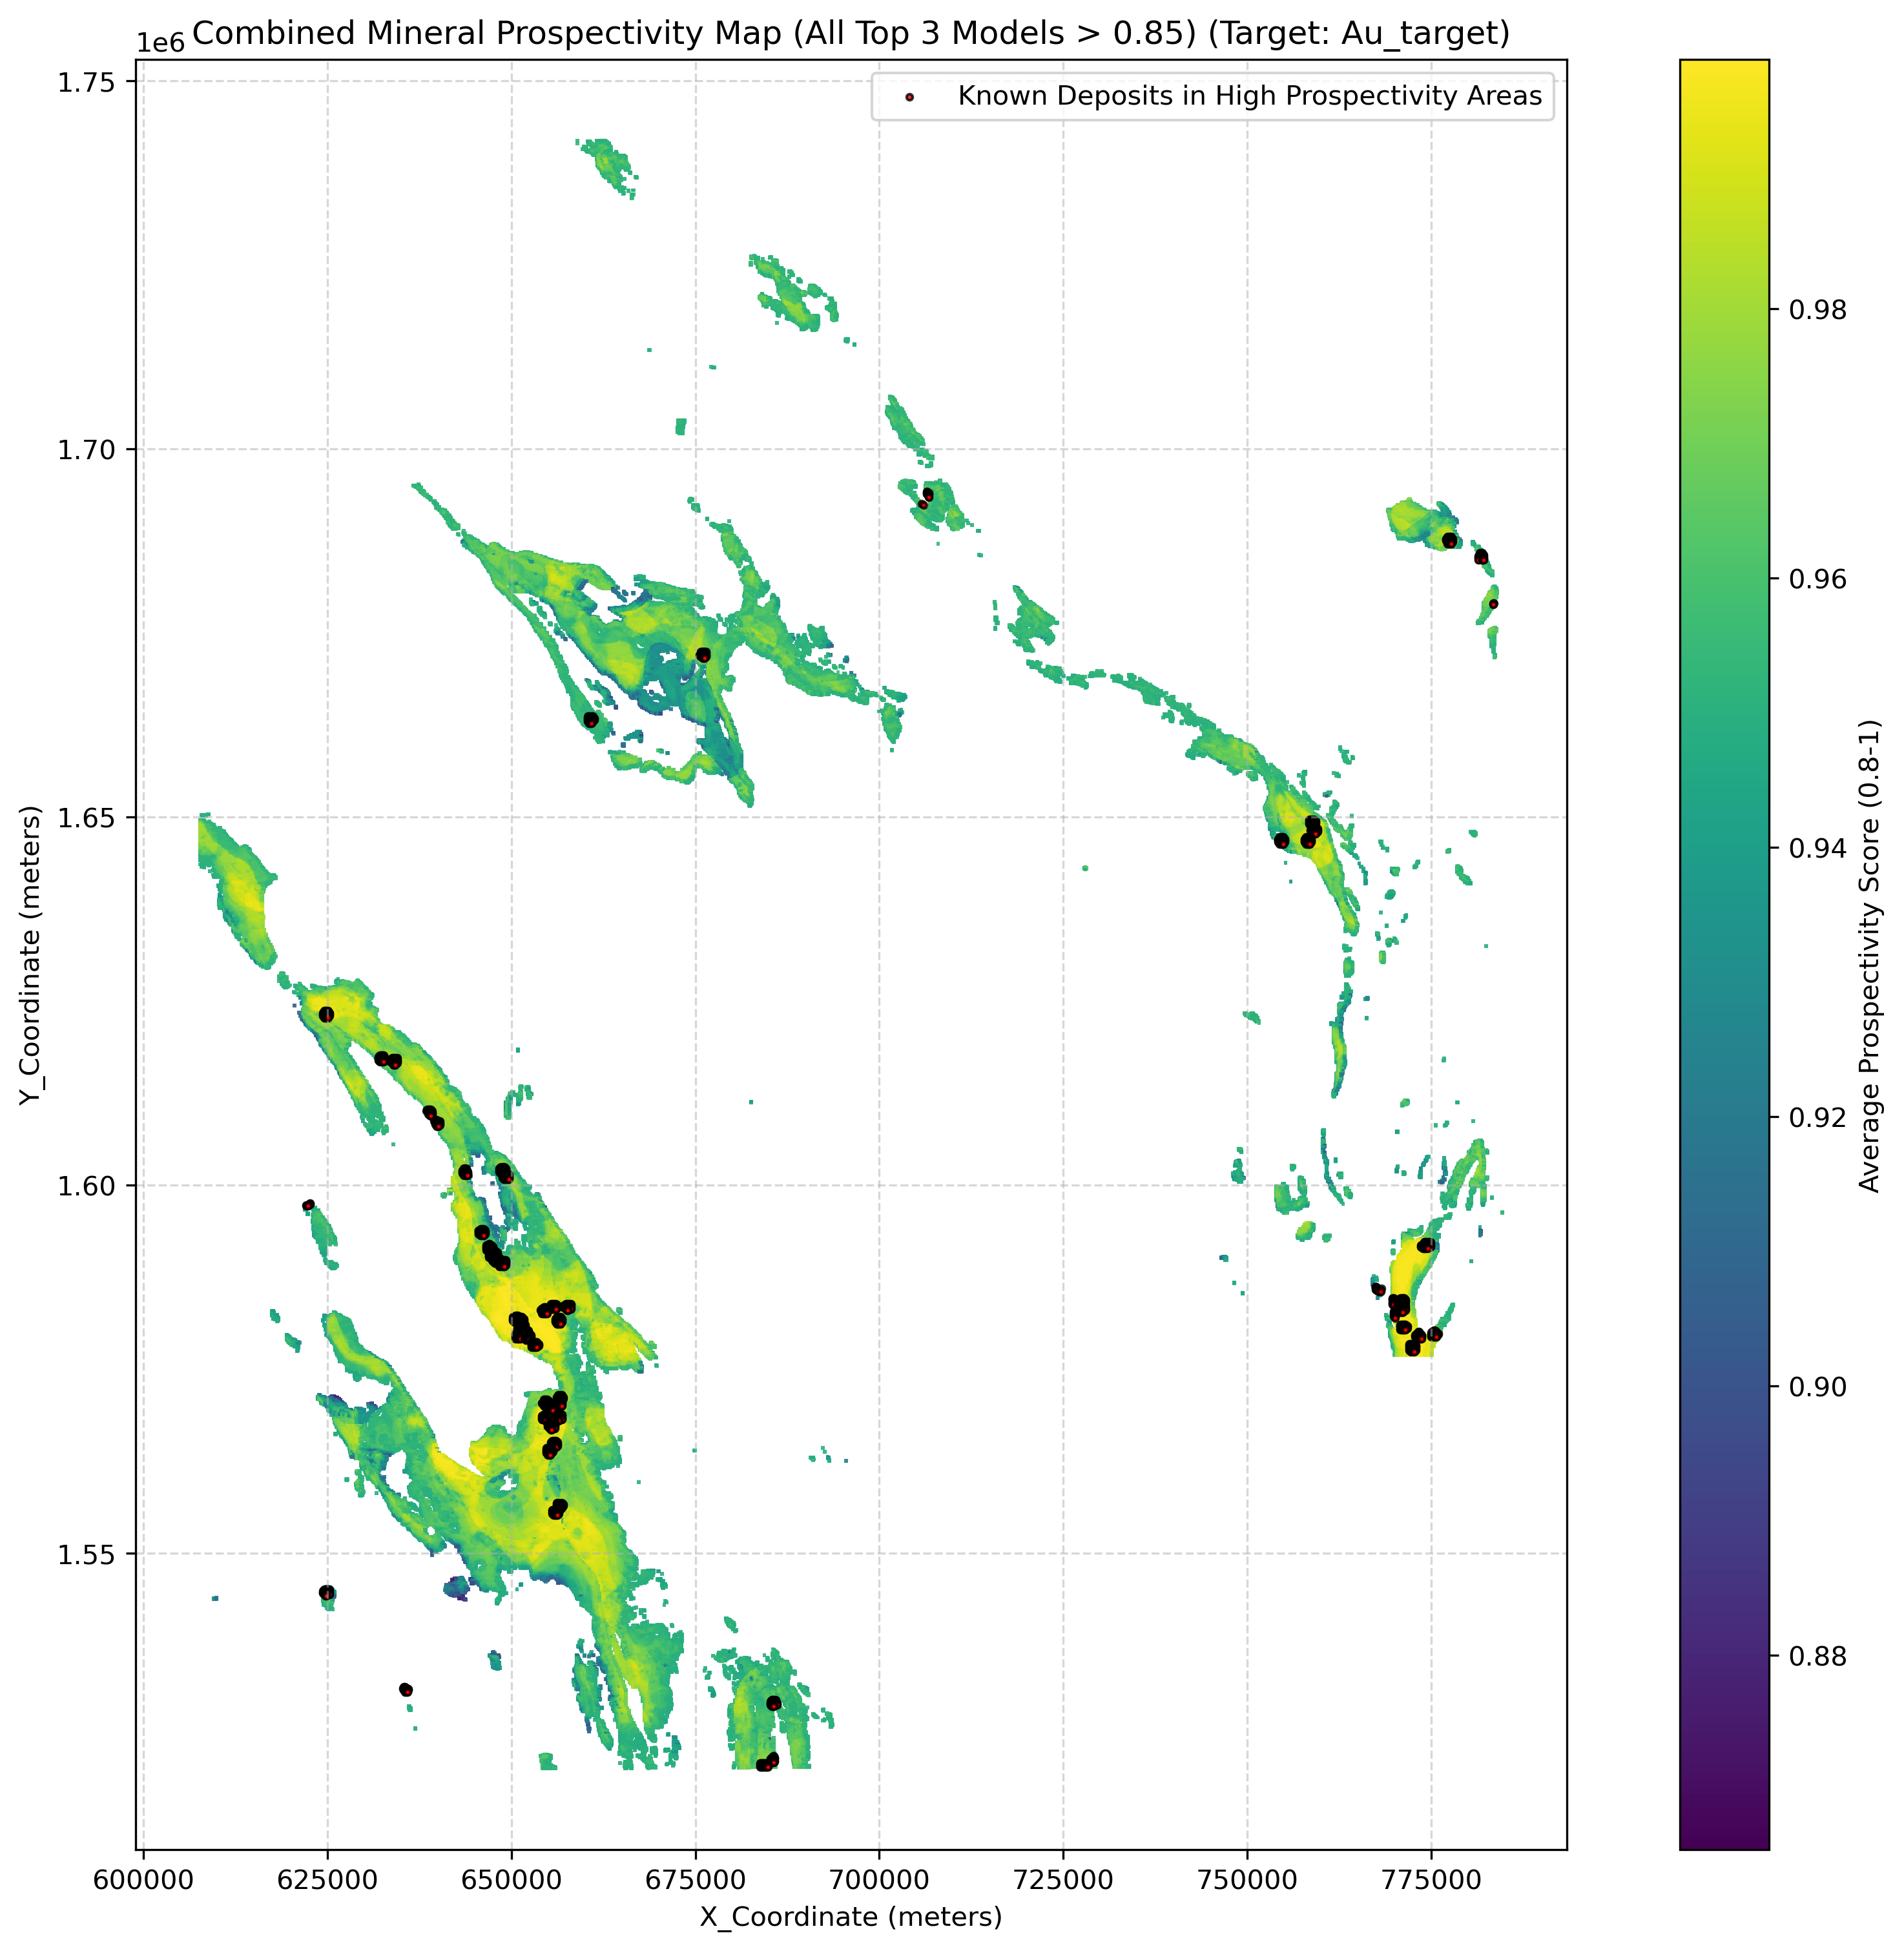 1e6
Combined Mineral Prospectivity Map (All Top 3 Models > 0.85) (Target: Au_target)
Known Deposits in High Prospectivity Areas
1.75
1.70
1.65
1.60
1.55
Y_Coordinate (meters)
600000 625000 650000 675000 700000 725000 750000 775000
X_Coordinate (meters)
0.98
0.96
0.94
0.92
0.90
0.88
Average Prospectivity Score (0.8-1)